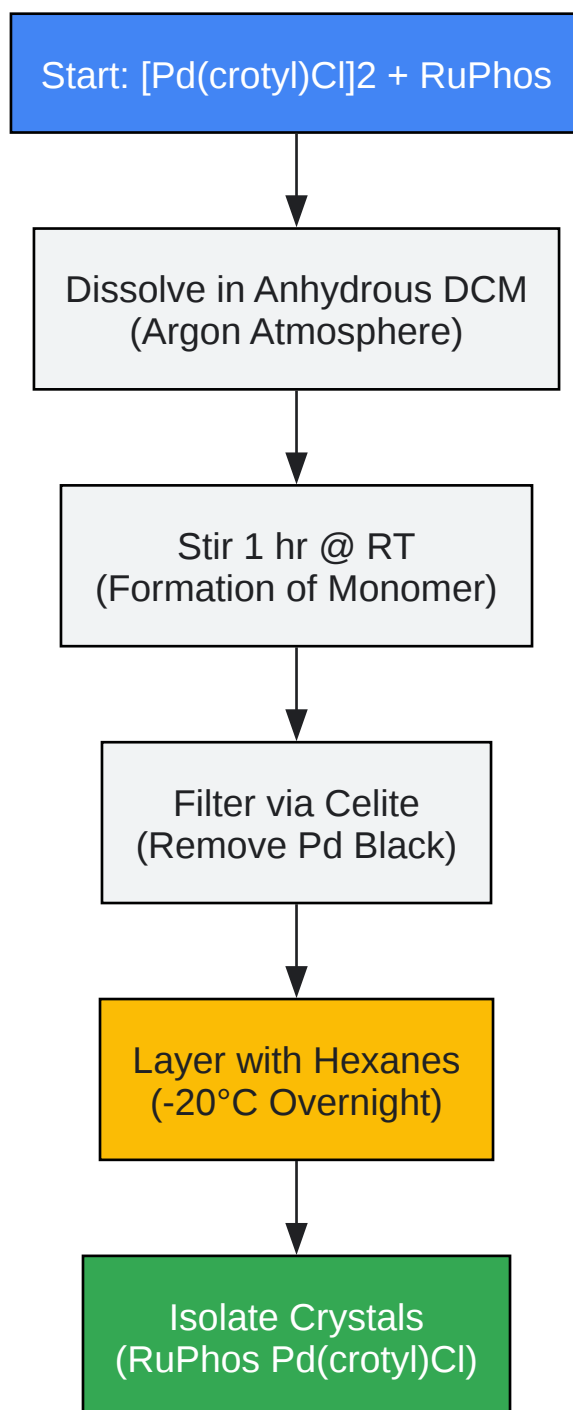 Start: [Pd(crotyl)Cl]2 + RuPhos
Dissolve in Anhydrous DCM
(Argon Atmosphere)
Stir 1 hr @ RT
(Formation of Monomer)
Filter via Celite
(Remove Pd Black)
Layer with Hexanes
(-20°C Overnight)
Isolate Crystals
(RuPhos Pd(crotyl)Cl)